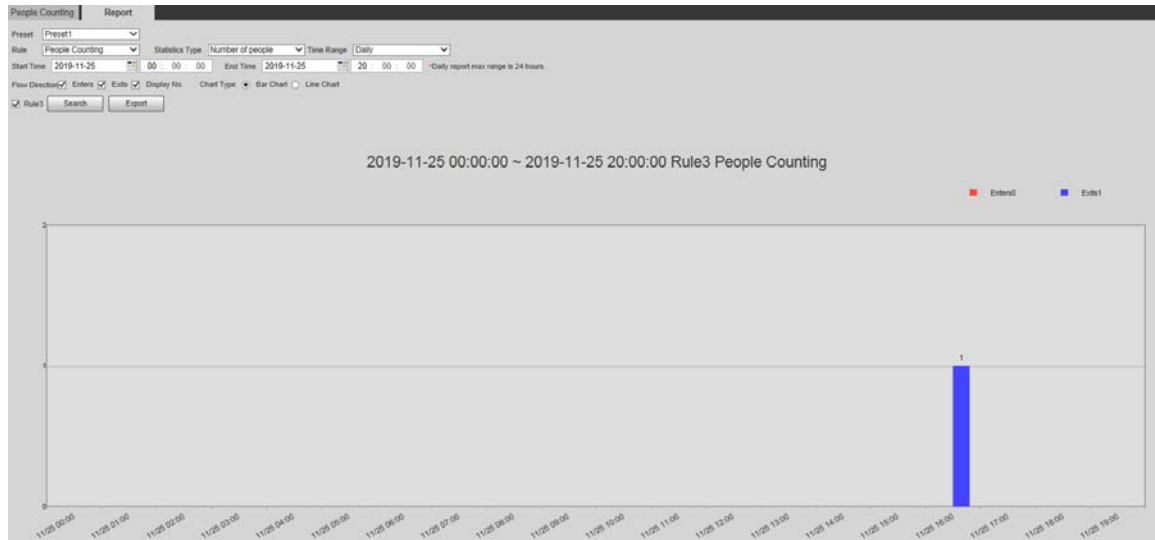 People Counting Report
Preset Preset1
Rule People Counting Statistics Type Number of people Time Range Daily
Start Time 2019-11-25 00 : 00 : 00 End Time 2019-11-25 20 : 00 : 00 *Daily report max range is 24 hours.
Flow Direction Enters Exits Display No. Chart Type Bar Chart Line Chart
Rule3 Search Export
2019-11-25 00:00:00 ~ 2019-11-25 20:00:00 Rule3 People Counting
Enters0 Exits1
2
1
1
0
11/25 00:00 11/25 01:00 11/25 02:00 11/25 03:00 11/25 04:00 11/25 05:00 11/25 06:00 11/25 07:00 11/25 08:00 11/25 09:00 11/25 10:00 11/25 11:00 11/25 12:00 11/25 13:00 11/25 14:00 11/25 15:00 11/25 16:00 11/25 17:00 11/25 18:00 11/25 19:00